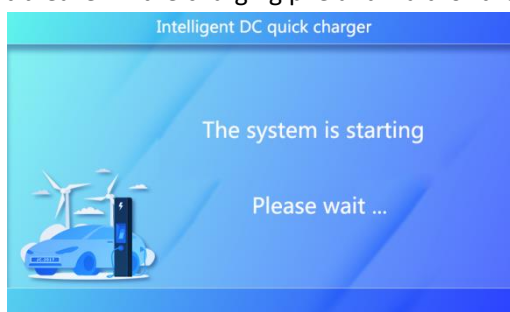 Intelligent DC quick charger
The system is starting
Please wait ...